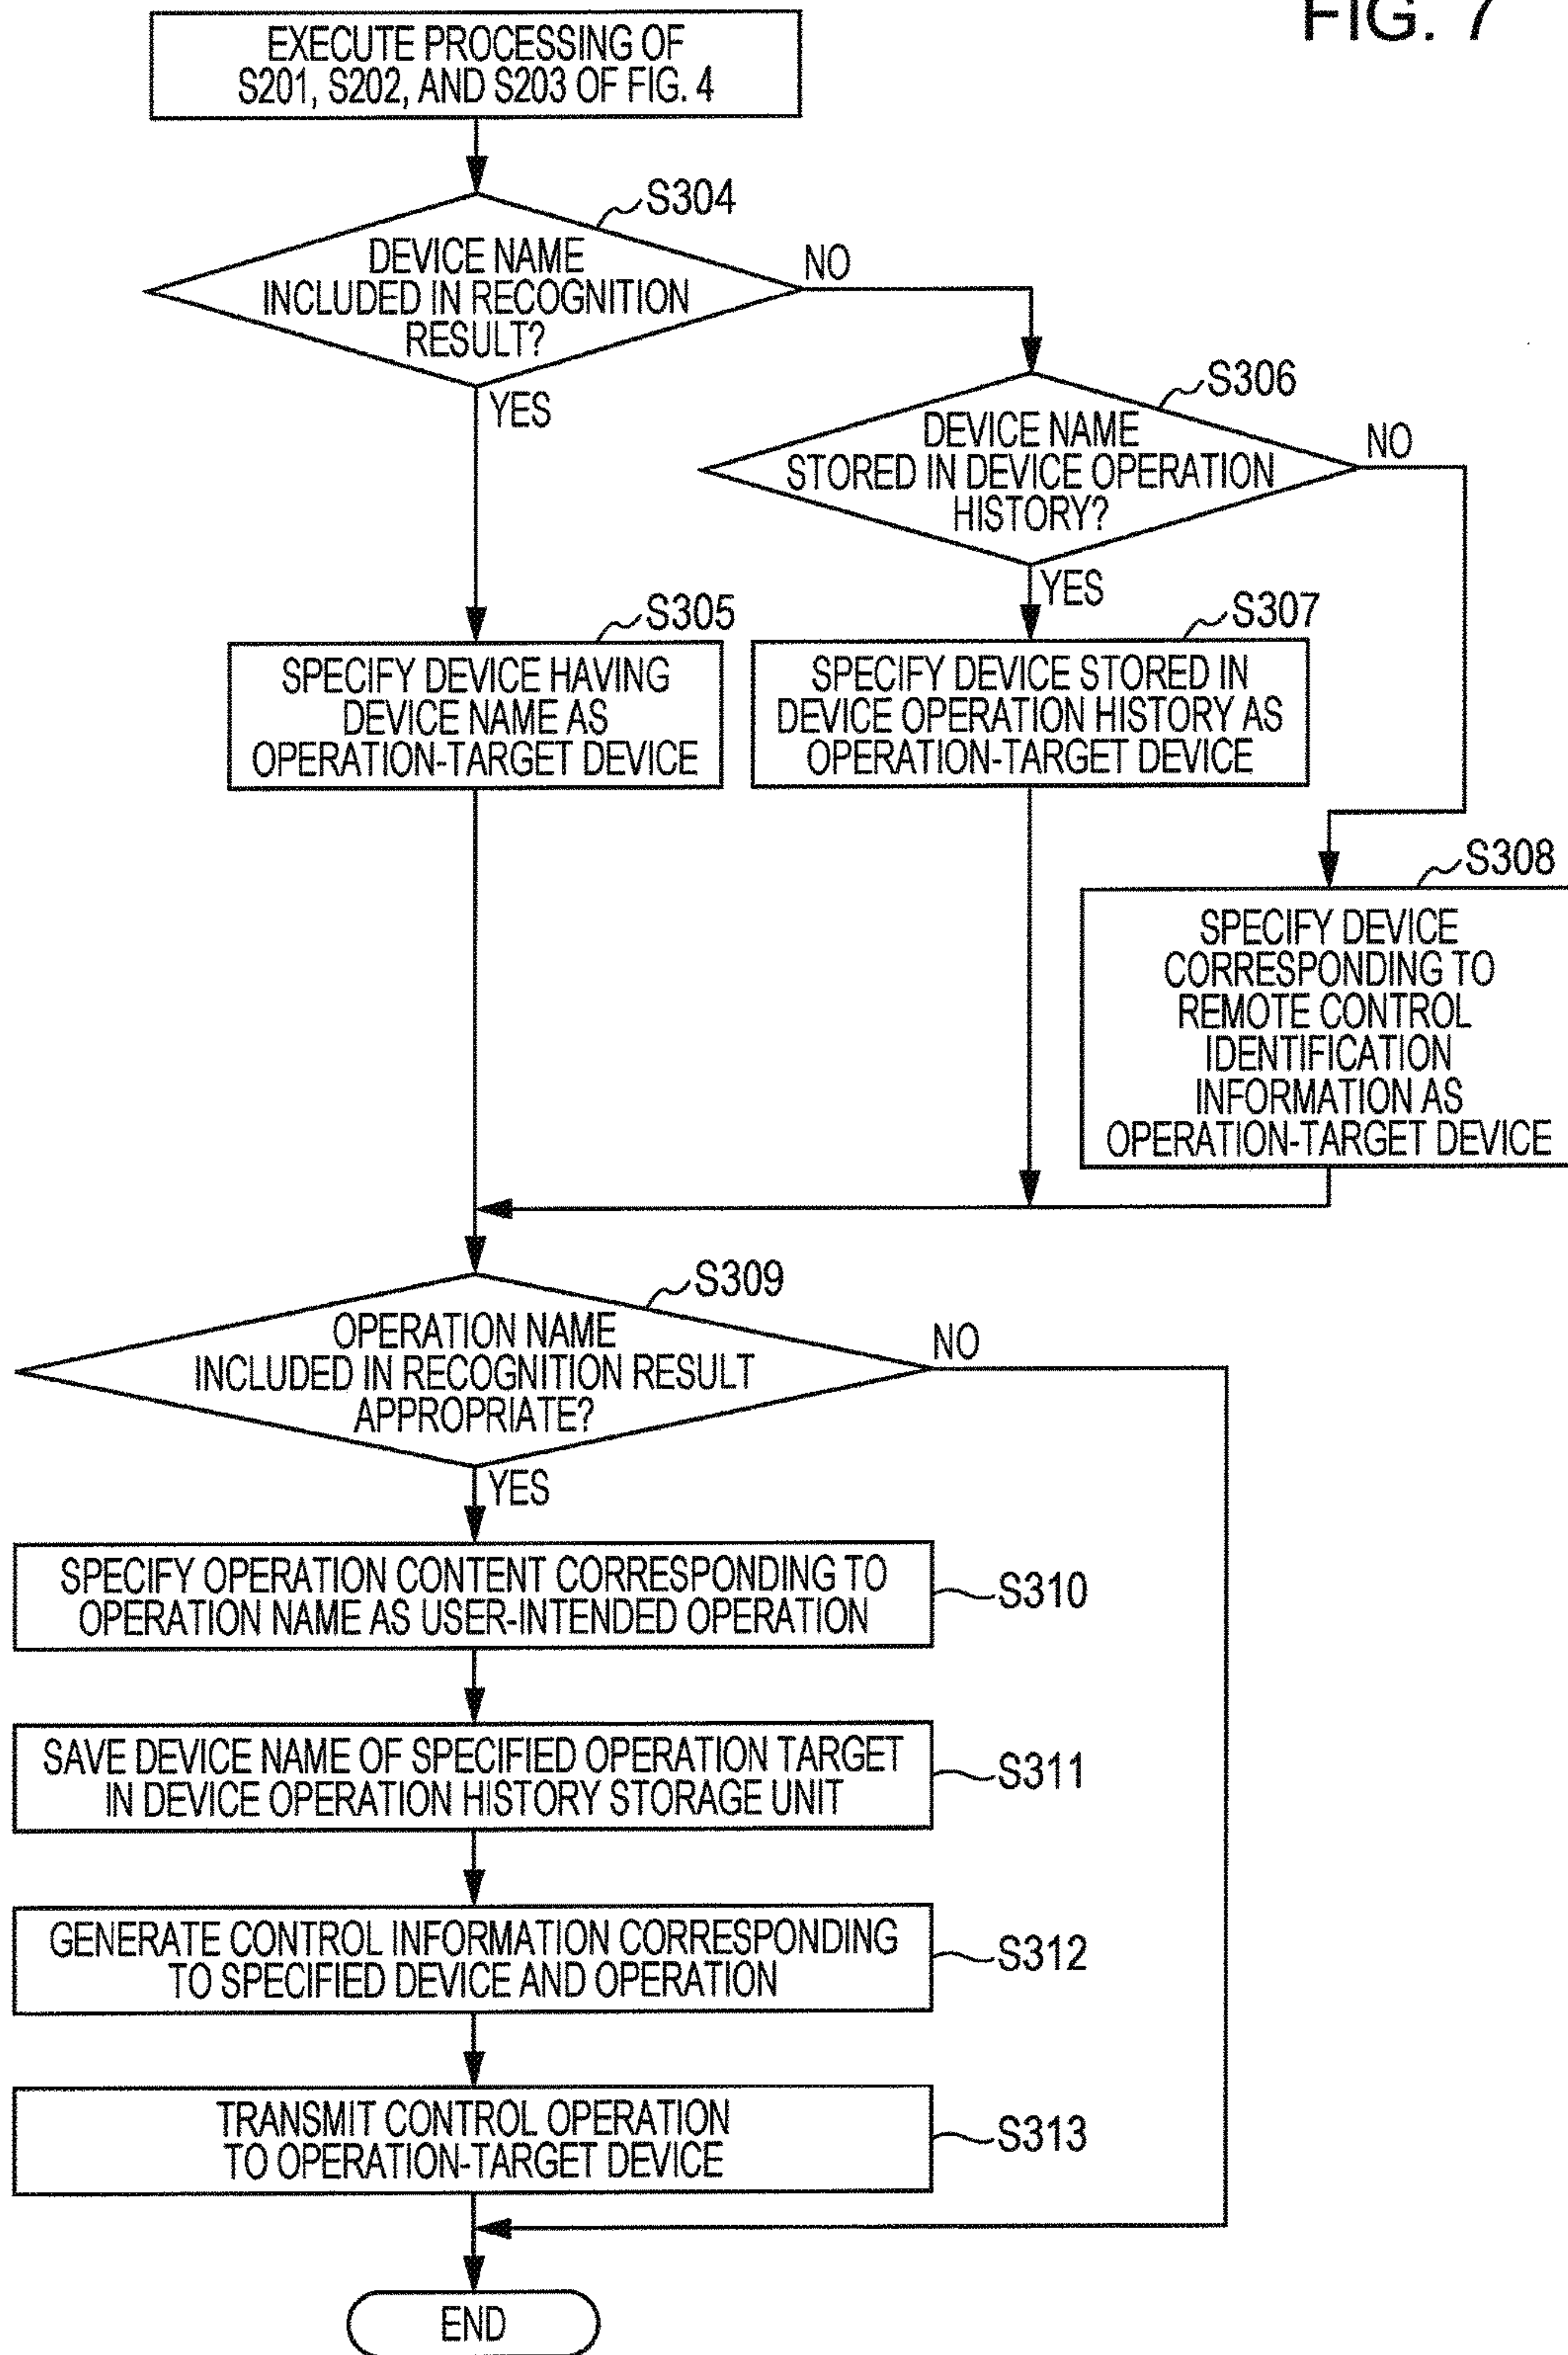 FIG. 7
EXECUTE PROCESSING OF
S201, S202, AND S203 OF FIG. 4
S304
DEVICE NAME
INCLUDED IN RECOGNITION
RESULT?
NO
YES
S306
DEVICE NAME
STORED IN DEVICE OPERATION
HISTORY?
NO
YES
S305
SPECIFY DEVICE HAVING
DEVICE NAME AS
OPERATION-TARGET DEVICE
S307
SPECIFY DEVICE STORED IN
DEVICE OPERATION HISTORY AS
OPERATION-TARGET DEVICE
S308
SPECIFY DEVICE
CORRESPONDING TO
REMOTE CONTROL
IDENTIFICATION
INFORMATION AS
OPERATION-TARGET DEVICE
S309
OPERATION NAME
INCLUDED IN RECOGNITION RESULT
APPROPRIATE?
NO
YES
SPECIFY OPERATION CONTENT CORRESPONDING TO
OPERATION NAME AS USER-INTENDED OPERATION
S310
SAVE DEVICE NAME OF SPECIFIED OPERATION TARGET
IN DEVICE OPERATION HISTORY STORAGE UNIT
S311
GENERATE CONTROL INFORMATION CORRESPONDING
TO SPECIFIED DEVICE AND OPERATION
S312
TRANSMIT CONTROL OPERATION
TO OPERATION-TARGET DEVICE
S313
END